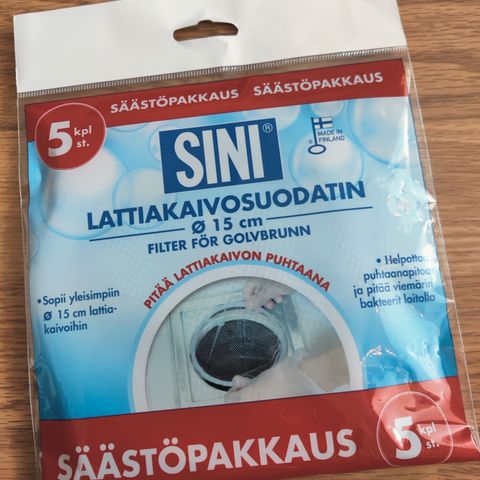 SÄÄSTÖPAKKAUS SÄÄSTÖPAKKAUS
5 kpl
st.
SINI®
MADE IN
FINLAND
LATTIAKAIVOSUODATIN
Ø 15 cm
FILTER FÖR GOLVBRUNN
PITÄÄ LATTIAKAIVON PUHTAANA
•Sopii yleisimpiin
Ø 15 cm lattia-
kaivoihin
• Helpottaa
puhtaanapitoa
ja pitää viemärin
bakteerit loitolla
SÄÄSTÖPAKKAUS
5 kpl
st.